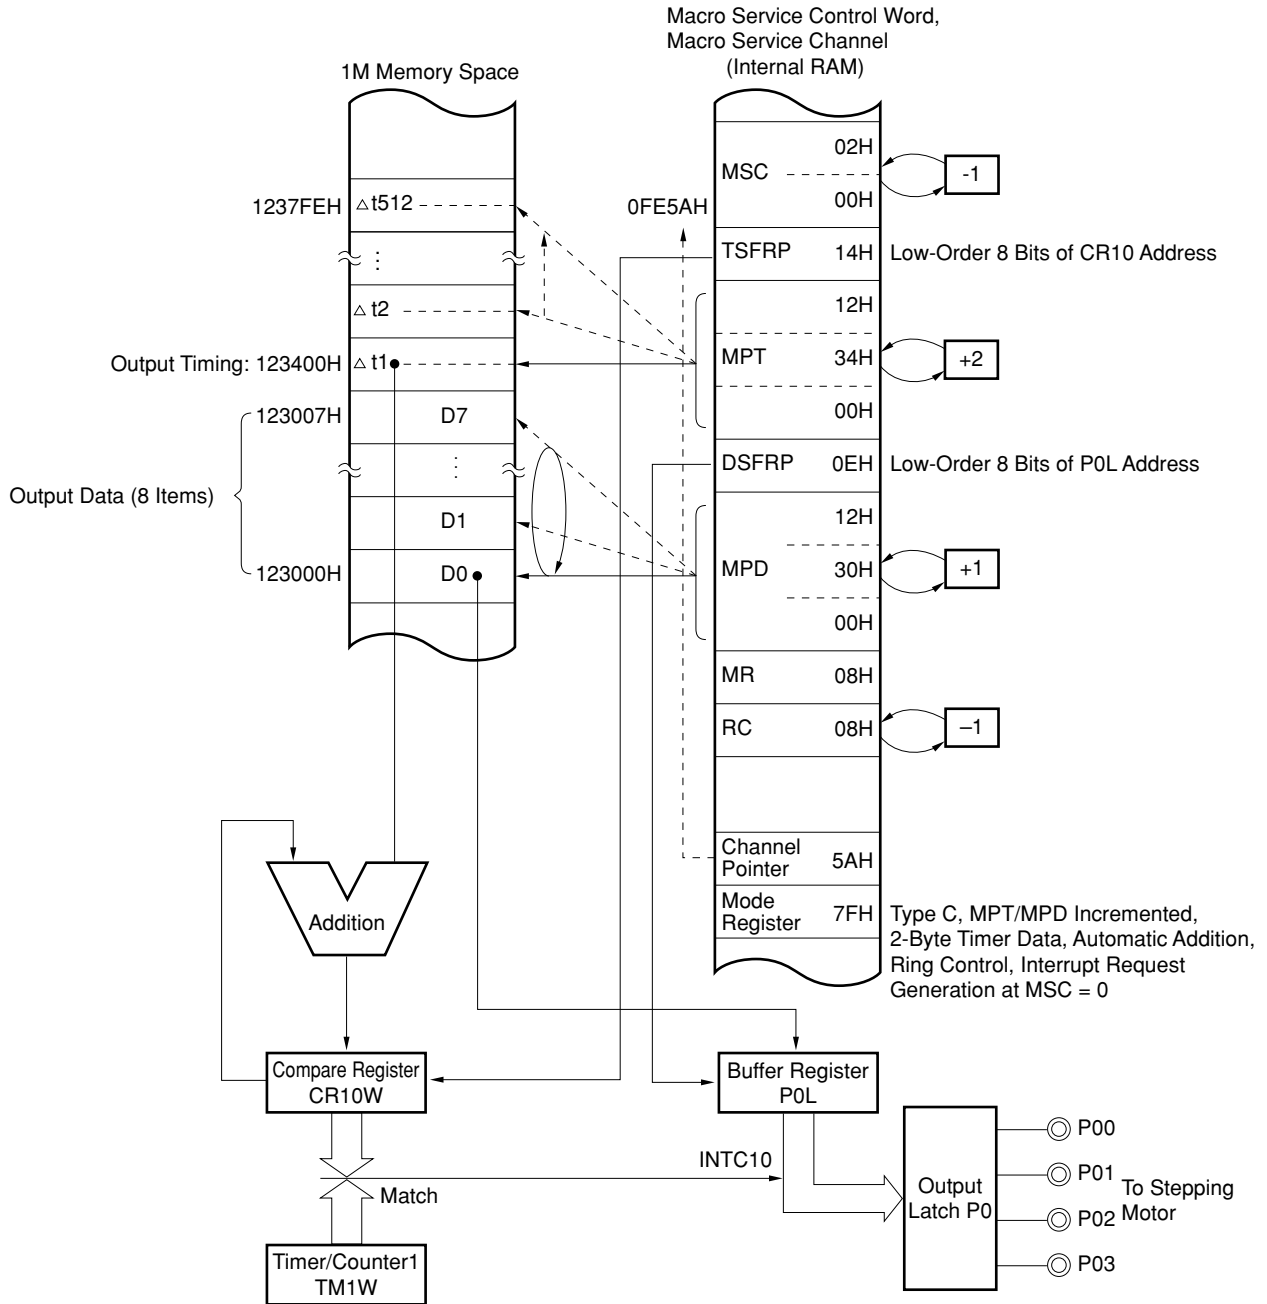 Macro Service Control Word,
Macro Service Channel
(Internal RAM)
1M Memory Space
02H
MSC
-1
1237FEH
△t512
0FE5AH
00H
TSFRP
14H
Low-Order 8 Bits of CR10 Address
⋮
12H
△ t2
Output Timing: 123400H
△ t1
MPT
34H
+2
123007H
D7
00H
⋮
DSFRP
0EH
Low-Order 8 Bits of P0L Address
Output Data (8 Items)
D1
12H
123000H
D0
MPD
30H
+1
00H
MR
08H
RC
08H
–1
Channel
Pointer
5AH
Mode
Register
7FH
Type C, MPT/MPD Incremented,
2-Byte Timer Data, Automatic Addition,
Ring Control, Interrupt Request
Generation at MSC = 0
Addition
Compare Register
CR10W
Buffer Register
P0L
INTC10
Match
Output
Latch P0
P00
P01
P02
P03
To Stepping
Motor
Timer/Counter1
TM1W